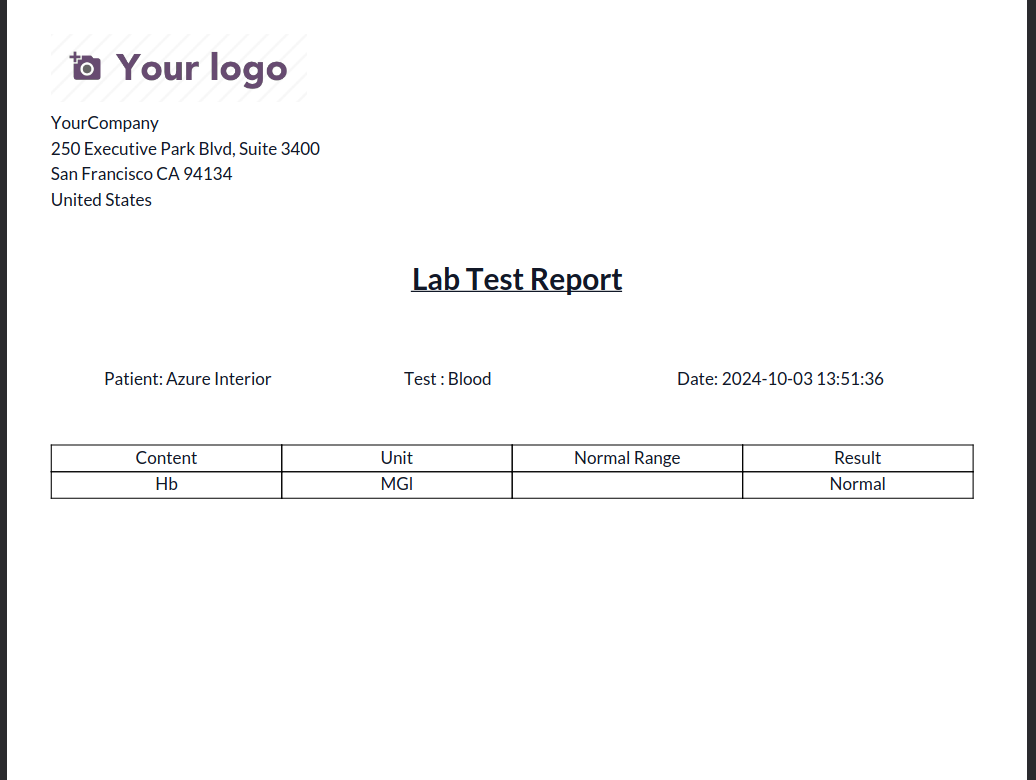 Your logo
YourCompany
250 Executive Park Blvd, Suite 3400
San Francisco CA 94134
United States
Lab Test Report
Patient: Azure Interior Test : Blood Date: 2024-10-03 13:51:36
Content Unit Normal Range Result
Hb MGl Normal